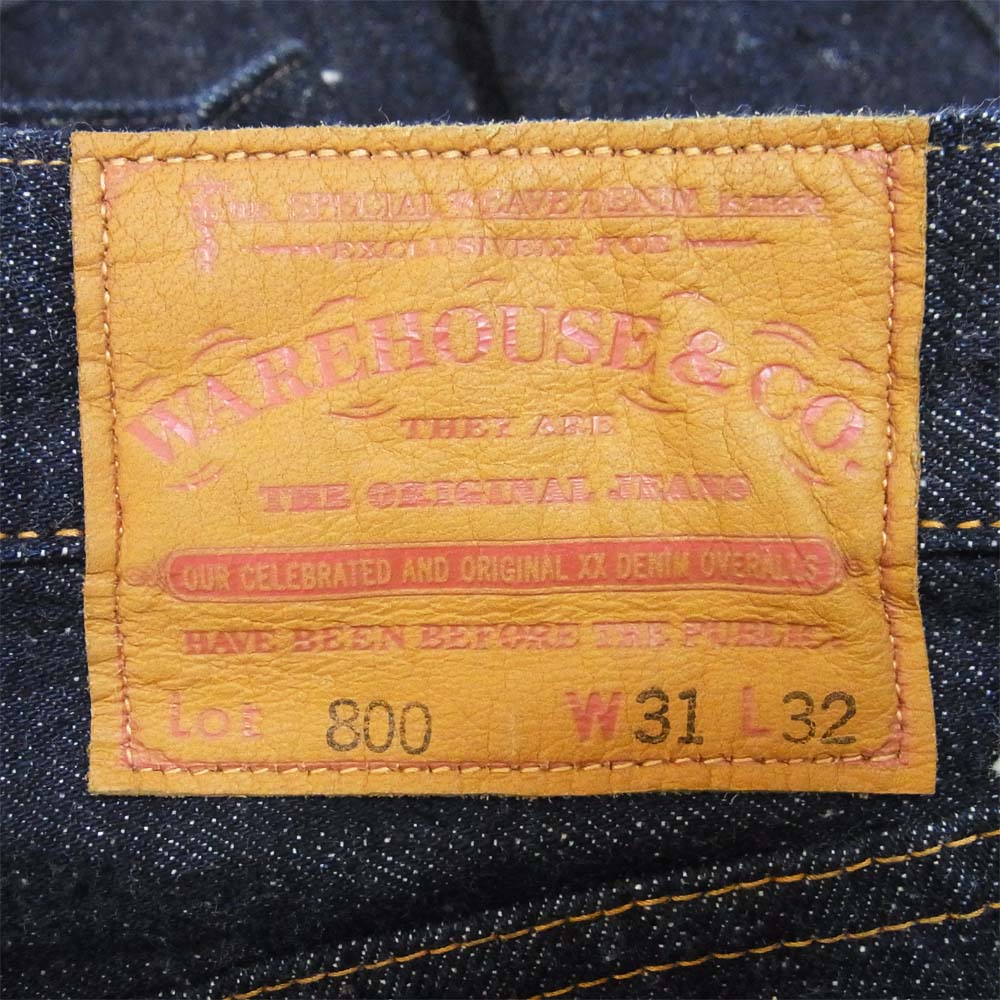 The SPECIAL WEAVE DENIM
EXCLUSIVELY FOR
WAREHOUSE & CO.
THEY ARE
THE ORIGINAL JEANS
OUR CELEBRATED AND ORIGINAL XX DENIM OVERALLS
HAVE BEEN BEFORE THE PUBLIC.
Lot 800 W 31 L 32